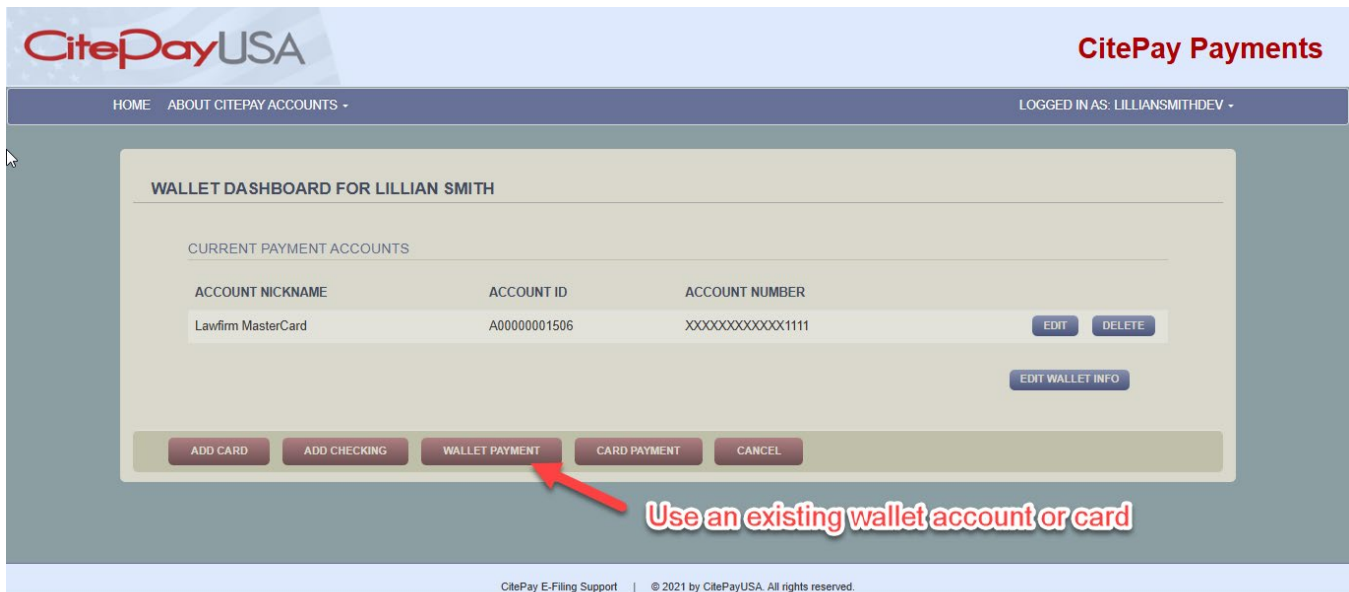 CitePayUSA
CitePay Payments
HOME ABOUT CITEPAY ACCOUNTS LOGGED IN AS: LILLIANSMITHDEV
WALLET DASHBOARD FOR LILLIAN SMITH
CURRENT PAYMENT ACCOUNTS
ACCOUNT NICKNAME ACCOUNT ID ACCOUNT NUMBER
Lawfirm MasterCard A00000001506 XXXXXXXXXXXX1111 EDIT DELETE
EDIT WALLET INFO
ADD CARD ADD CHECKING WALLET PAYMENT CARD PAYMENT CANCEL
Use an existing wallet account or card
CitePay E-Filing Support | © 2021 by CitePayUSA. All rights reserved.